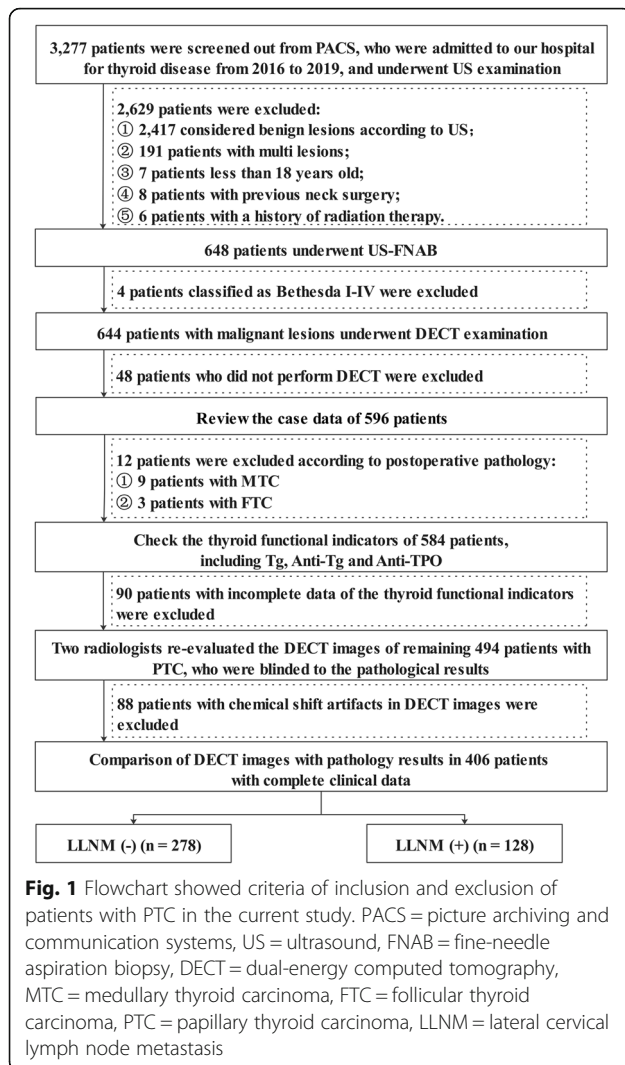 3,277 patients were screened out from PACS, who were admitted to our hospital
for thyroid disease from 2016 to 2019, and underwent US examination
2,629 patients were excluded:
① 2,417 considered benign lesions according to US；
② 191 patients with multi lesions;
③ 7 patients less than 18 years old;
④ 8 patients with previous neck surgery;
⑤ 6 patients with a history of radiation therapy.
648 patients underwent US-FNAB
4 patients classified as Bethesda I-IV were excluded
644 patients with malignant lesions underwent DECT examination
48 patients who did not perform DECT were excluded
Review the case data of 596 patients
12 patients were excluded according to postoperative pathology:
① 9 patients with MTC
② 3 patients with FTC
Check the thyroid functional indicators of 584 patients,
including Tg, Anti-Tg and Anti-TPO
90 patients with incomplete data of the thyroid functional indicators
were excluded
Two radiologists re-evaluated the DECT images of remaining 494 patients with
PTC, who were blinded to the pathological results
88 patients with chemical shift artifacts in DECT images were
excluded
Comparison of DECT images with pathology results in 406 patients
with complete clinical data
LLNM (-) (n = 278)
LLNM (+) (n = 128)
Fig. 1 Flowchart showed criteria of inclusion and exclusion of
patients with PTC in the current study. PACS = picture archiving and
communication systems, US = ultrasound, FNAB = fine-needle
aspiration biopsy, DECT = dual-energy computed tomography,
MTC = medullary thyroid carcinoma, FTC = follicular thyroid
carcinoma, PTC = papillary thyroid carcinoma, LLNM = lateral cervical
lymph node metastasis